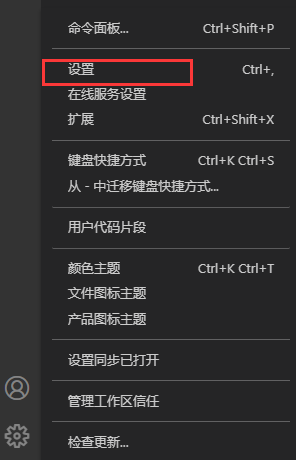 命令面板... Ctrl+Shift+P
设置 Ctrl+,
在线服务设置
扩展 Ctrl+Shift+X
键盘快捷方式 Ctrl+K Ctrl+S
从 - 中迁移键盘快捷方式...
用户代码片段
颜色主题 Ctrl+K Ctrl+T
文件图标主题
产品图标主题
设置同步已打开
管理工作区信任
检查更新...